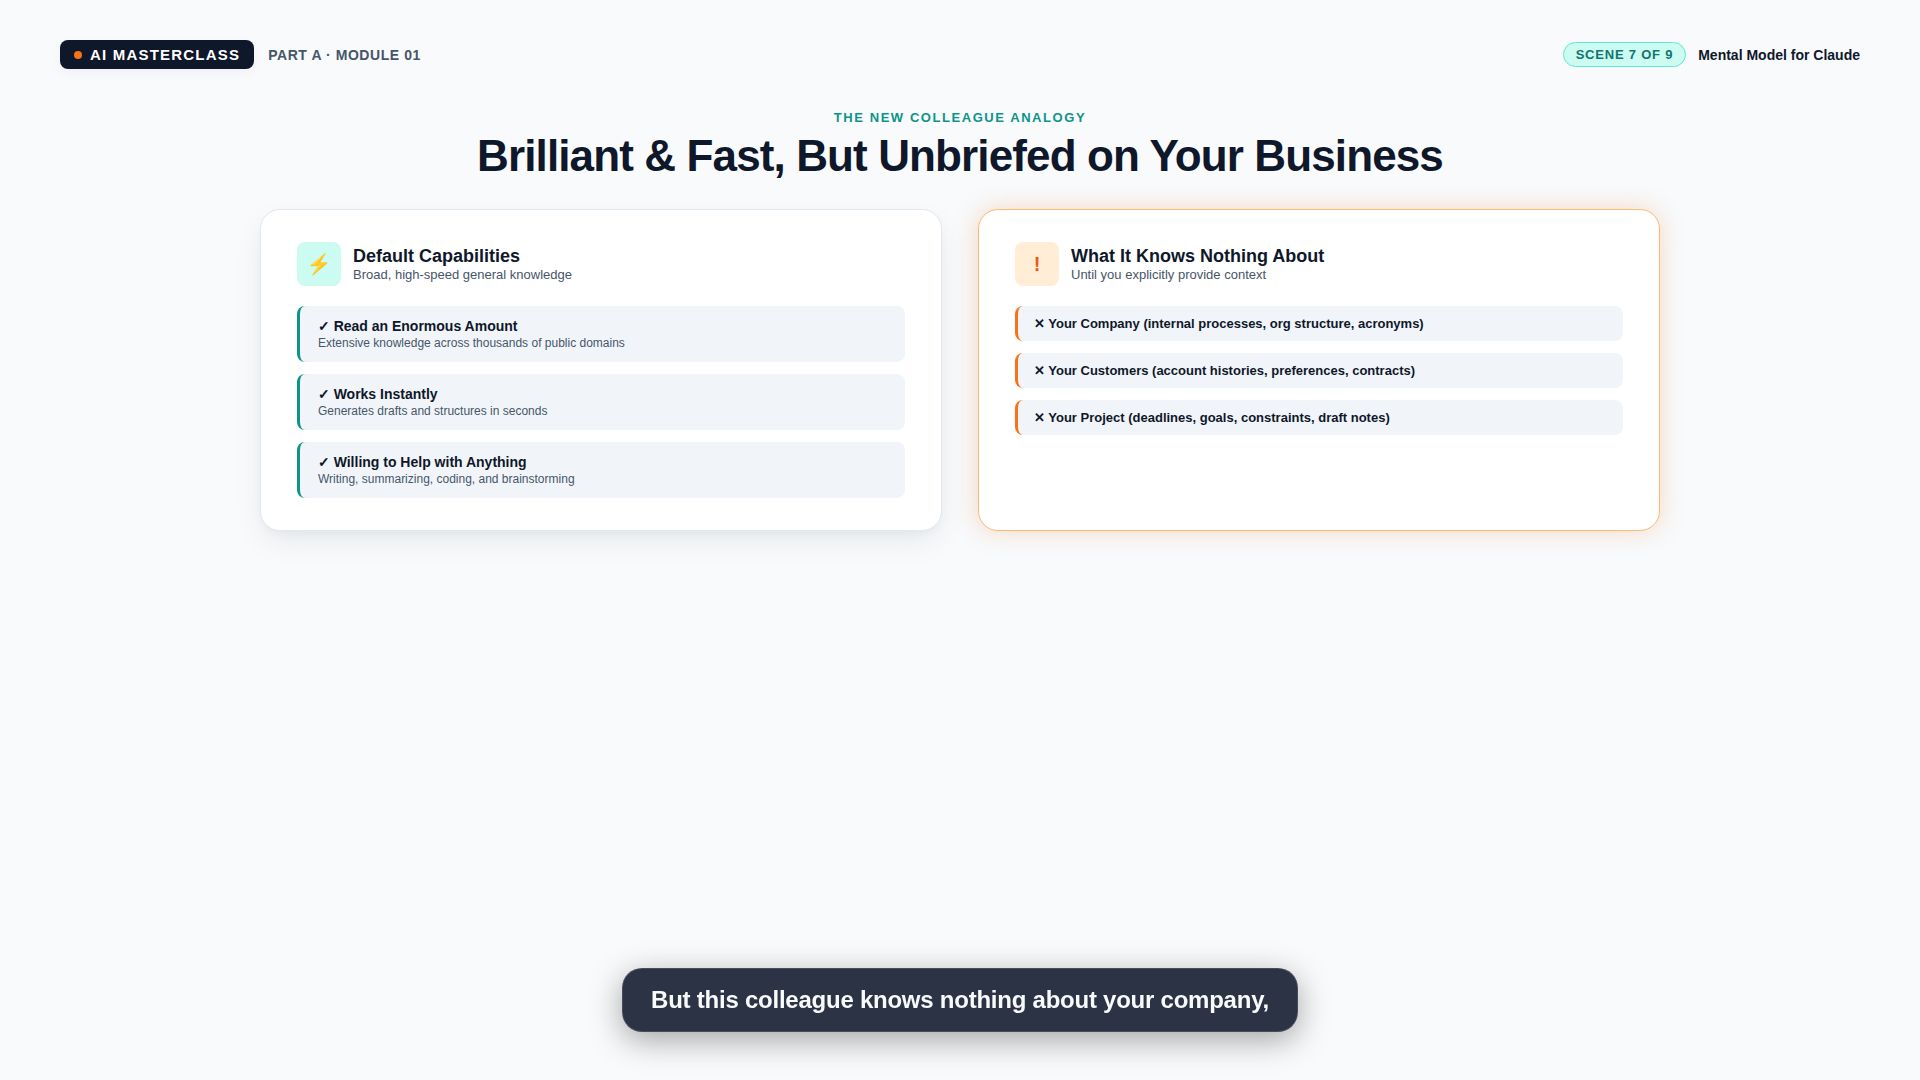 AI MASTERCLASS
PART A · MODULE 01
SCENE 7 OF 9
Mental Model for Claude
THE NEW COLLEAGUE ANALOGY
Brilliant & Fast, But Unbriefed on Your Business
Default Capabilities
Broad, high-speed general knowledge
✓ Read an Enormous Amount
Extensive knowledge across thousands of public domains
✓ Works Instantly
Generates drafts and structures in seconds
✓ Willing to Help with Anything
Writing, summarizing, coding, and brainstorming
!
What It Knows Nothing About
Until you explicitly provide context
✕ Your Company (internal processes, org structure, acronyms)
✕ Your Customers (account histories, preferences, contracts)
✕ Your Project (deadlines, goals, constraints, draft notes)
But this colleague knows nothing about your company,